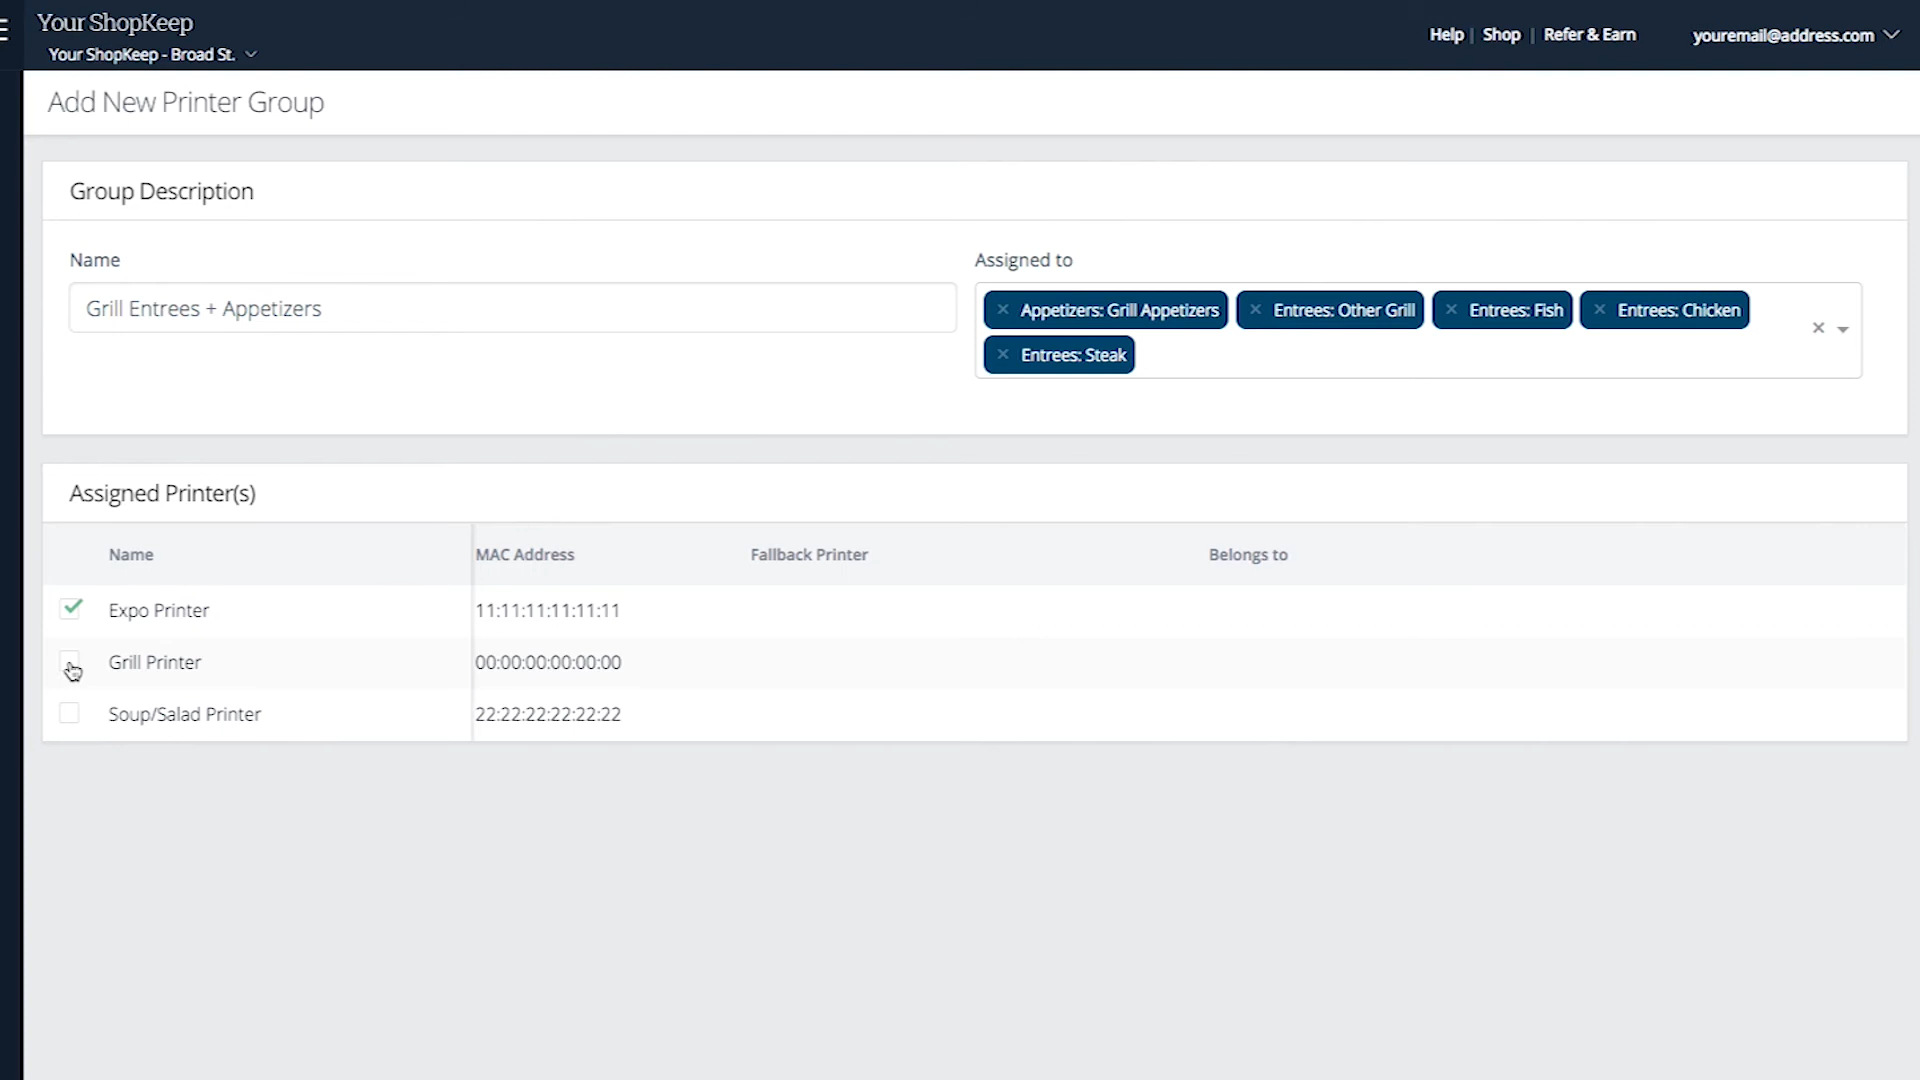 Your ShopKeep
Your ShopKeep - Broad St.
Help | Shop | Refer & Earn
youremail@address.com
Add New Printer Group
Group Description
Name
Assigned to
Grill Entrees + Appetizers
Appetizers: Grill Appetizers
Entrees: Other Grill
Entrees: Fish
Entrees: Chicken
Entrees: Steak
Assigned Printer(s)
Name MAC Address Fallback Printer Belongs to
Expo Printer 11:11:11:11:11:11
Grill Printer 00:00:00:00:00:00
Soup/Salad Printer 22:22:22:22:22:22